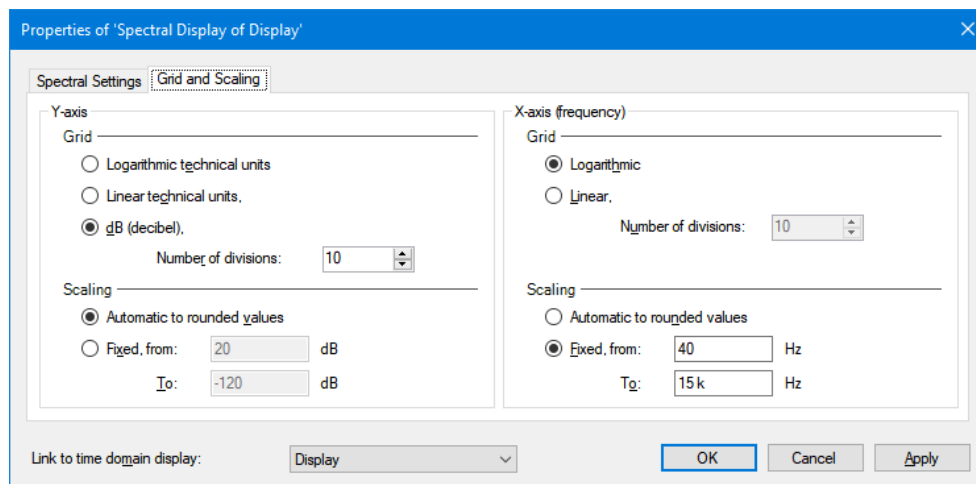 Properties of 'Spectral Display of Display'
Spectral Settings
Grid and Scaling
Y-axis
Grid
Logarithmic technical units
Linear technical units,
dB (decibel),
Number of divisions: 10
Scaling
Automatic to rounded values
Fixed, from: 20 dB
To: -120 dB
X-axis (frequency)
Grid
Logarithmic
Linear,
Number of divisions: 10
Scaling
Automatic to rounded values
Fixed, from: 40 Hz
To: 15 k Hz
Link to time domain display: Display
OK Cancel Apply